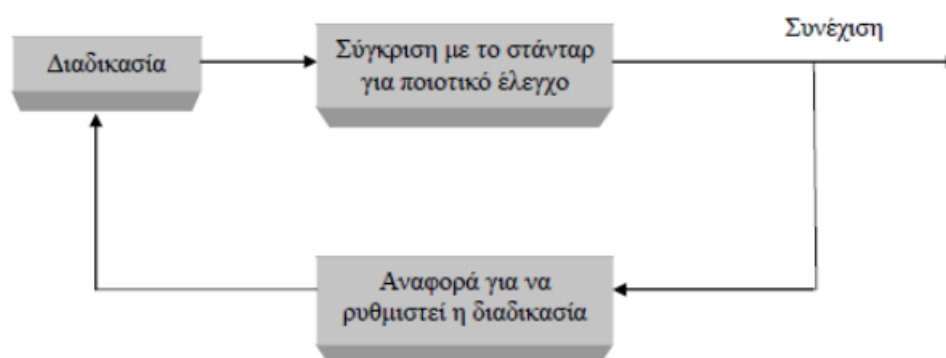 Διαδικασία
Σύγκριση με το στάνταρ
για ποιοτικό έλεγχο
Συνέχιση
Αναφορά για να
ρυθμιστεί η διαδικασία